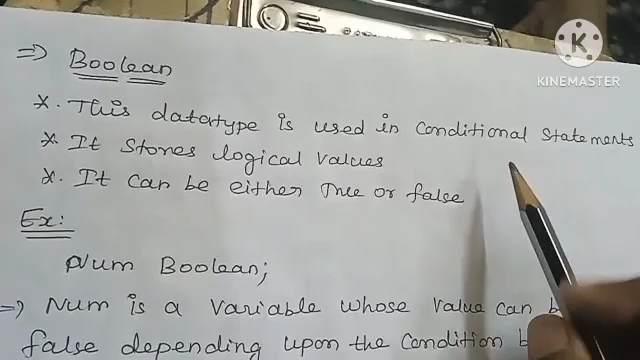 K
KINEMASTER
=> Boolean
*. This datatype is used in Conditional Statements
*. It stores logical values
*. It can be either True or false
Ex:
Num Boolean;
=> Num is a variable whose value can
false depending upon the condition